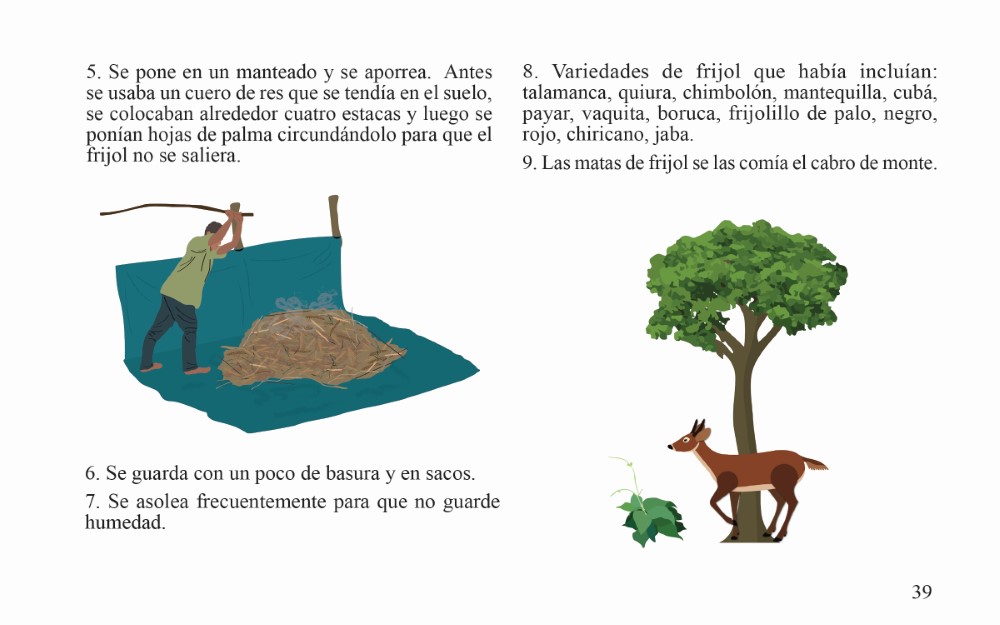 5. Se pone en un manteado y se aporrea. Antes
se usaba un cuero de res que se tendía en el suelo,
se colocaban alrededor cuatro estacas y luego se
ponían hojas de palma circundándolo para que el
frijol no se saliera.
6. Se guarda con un poco de basura y en sacos.
7. Se asolea frecuentemente para que no guarde
humedad.
8. Variedades de frijol que había incluían:
talamanca, quiura, chimbolón, mantequilla, cubá,
payar, vaquita, boruca, frijolillo de palo, negro,
rojo, chiricano, jaba.
9. Las matas de frijol se las comía el cabro de monte.
39